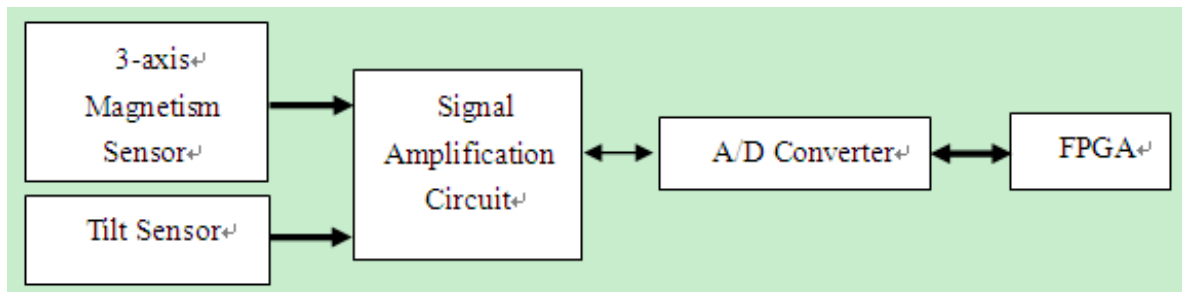 3-axis↵
Magnetism
Sensor↵
Tilt Sensor↵
Signal
Amplification
Circuit↵
A/D Converter↵
FPGA↵